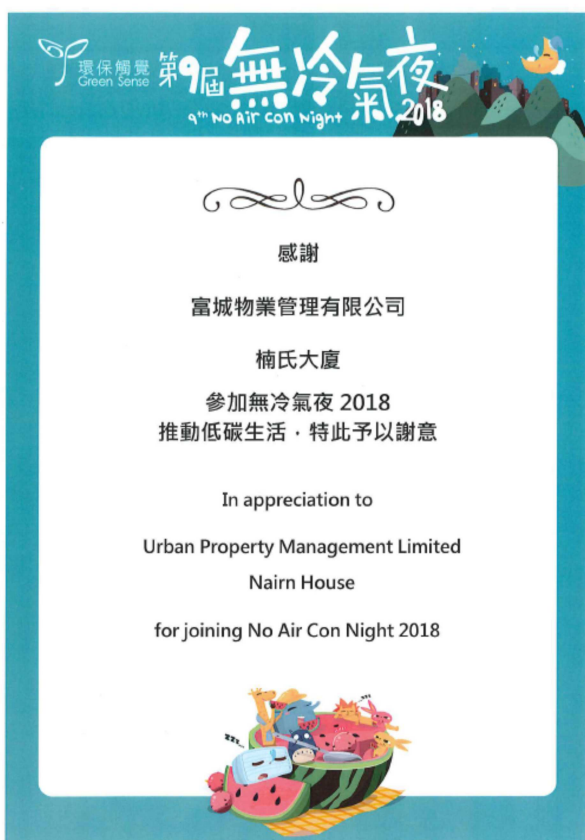 環保觸覺
Green Sense
第9屆無冷氣夜
9th No Air Con Night 2018
感謝
富城物業管理有限公司
楠氏大廈
參加無冷氣夜 2018
推動低碳生活，特此予以謝意
In appreciation to
Urban Property Management Limited
Nairn House
for joining No Air Con Night 2018
zzz
zzz